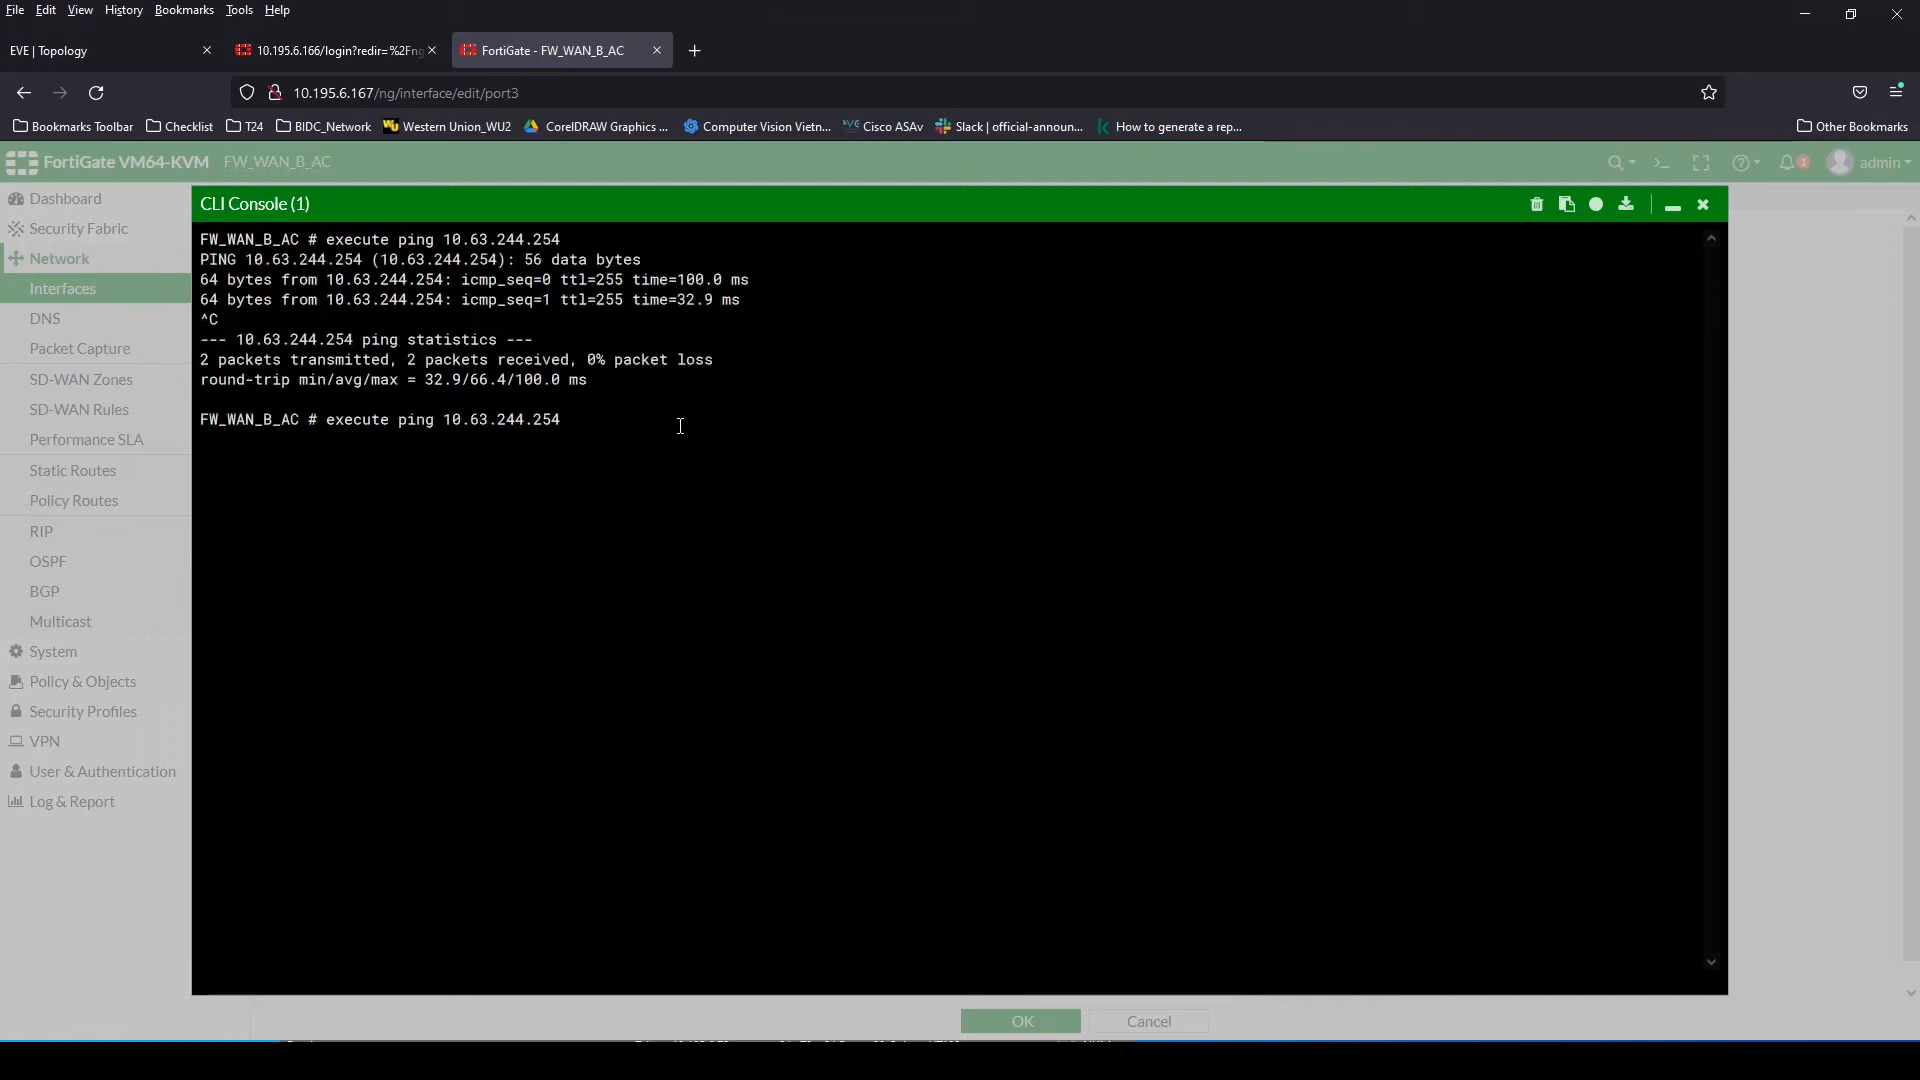 File Edit View History Bookmarks Tools Help
EVE | Topology
10.195.6.166/login?redir=%2Fng
FortiGate - FW_WAN_B_AC
10.195.6.167/ng/interface/edit/port3
Bookmarks Toolbar Checklist T24 BIDC_Network Western Union_WU2 CorelDRAW Graphics ... Computer Vision Vietn... Cisco ASAv Slack | official-announ... How to generate a rep... Other Bookmarks
FortiGate VM64-KVM FW_WAN_B_AC 1 admin
Dashboard
Security Fabric
Network
Interfaces
DNS
Packet Capture
SD-WAN Zones
SD-WAN Rules
Performance SLA
Static Routes
Policy Routes
RIP
OSPF
BGP
Multicast
System
Policy & Objects
Security Profiles
VPN
User & Authentication
Log & Report
CLI Console (1)
FW_WAN_B_AC # execute ping 10.63.244.254
PING 10.63.244.254 (10.63.244.254): 56 data bytes
64 bytes from 10.63.244.254: icmp_seq=0 ttl=255 time=100.0 ms
64 bytes from 10.63.244.254: icmp_seq=1 ttl=255 time=32.9 ms
^C
--- 10.63.244.254 ping statistics ---
2 packets transmitted, 2 packets received, 0% packet loss
round-trip min/avg/max = 32.9/66.4/100.0 ms
FW_WAN_B_AC # execute ping 10.63.244.254
OK Cancel